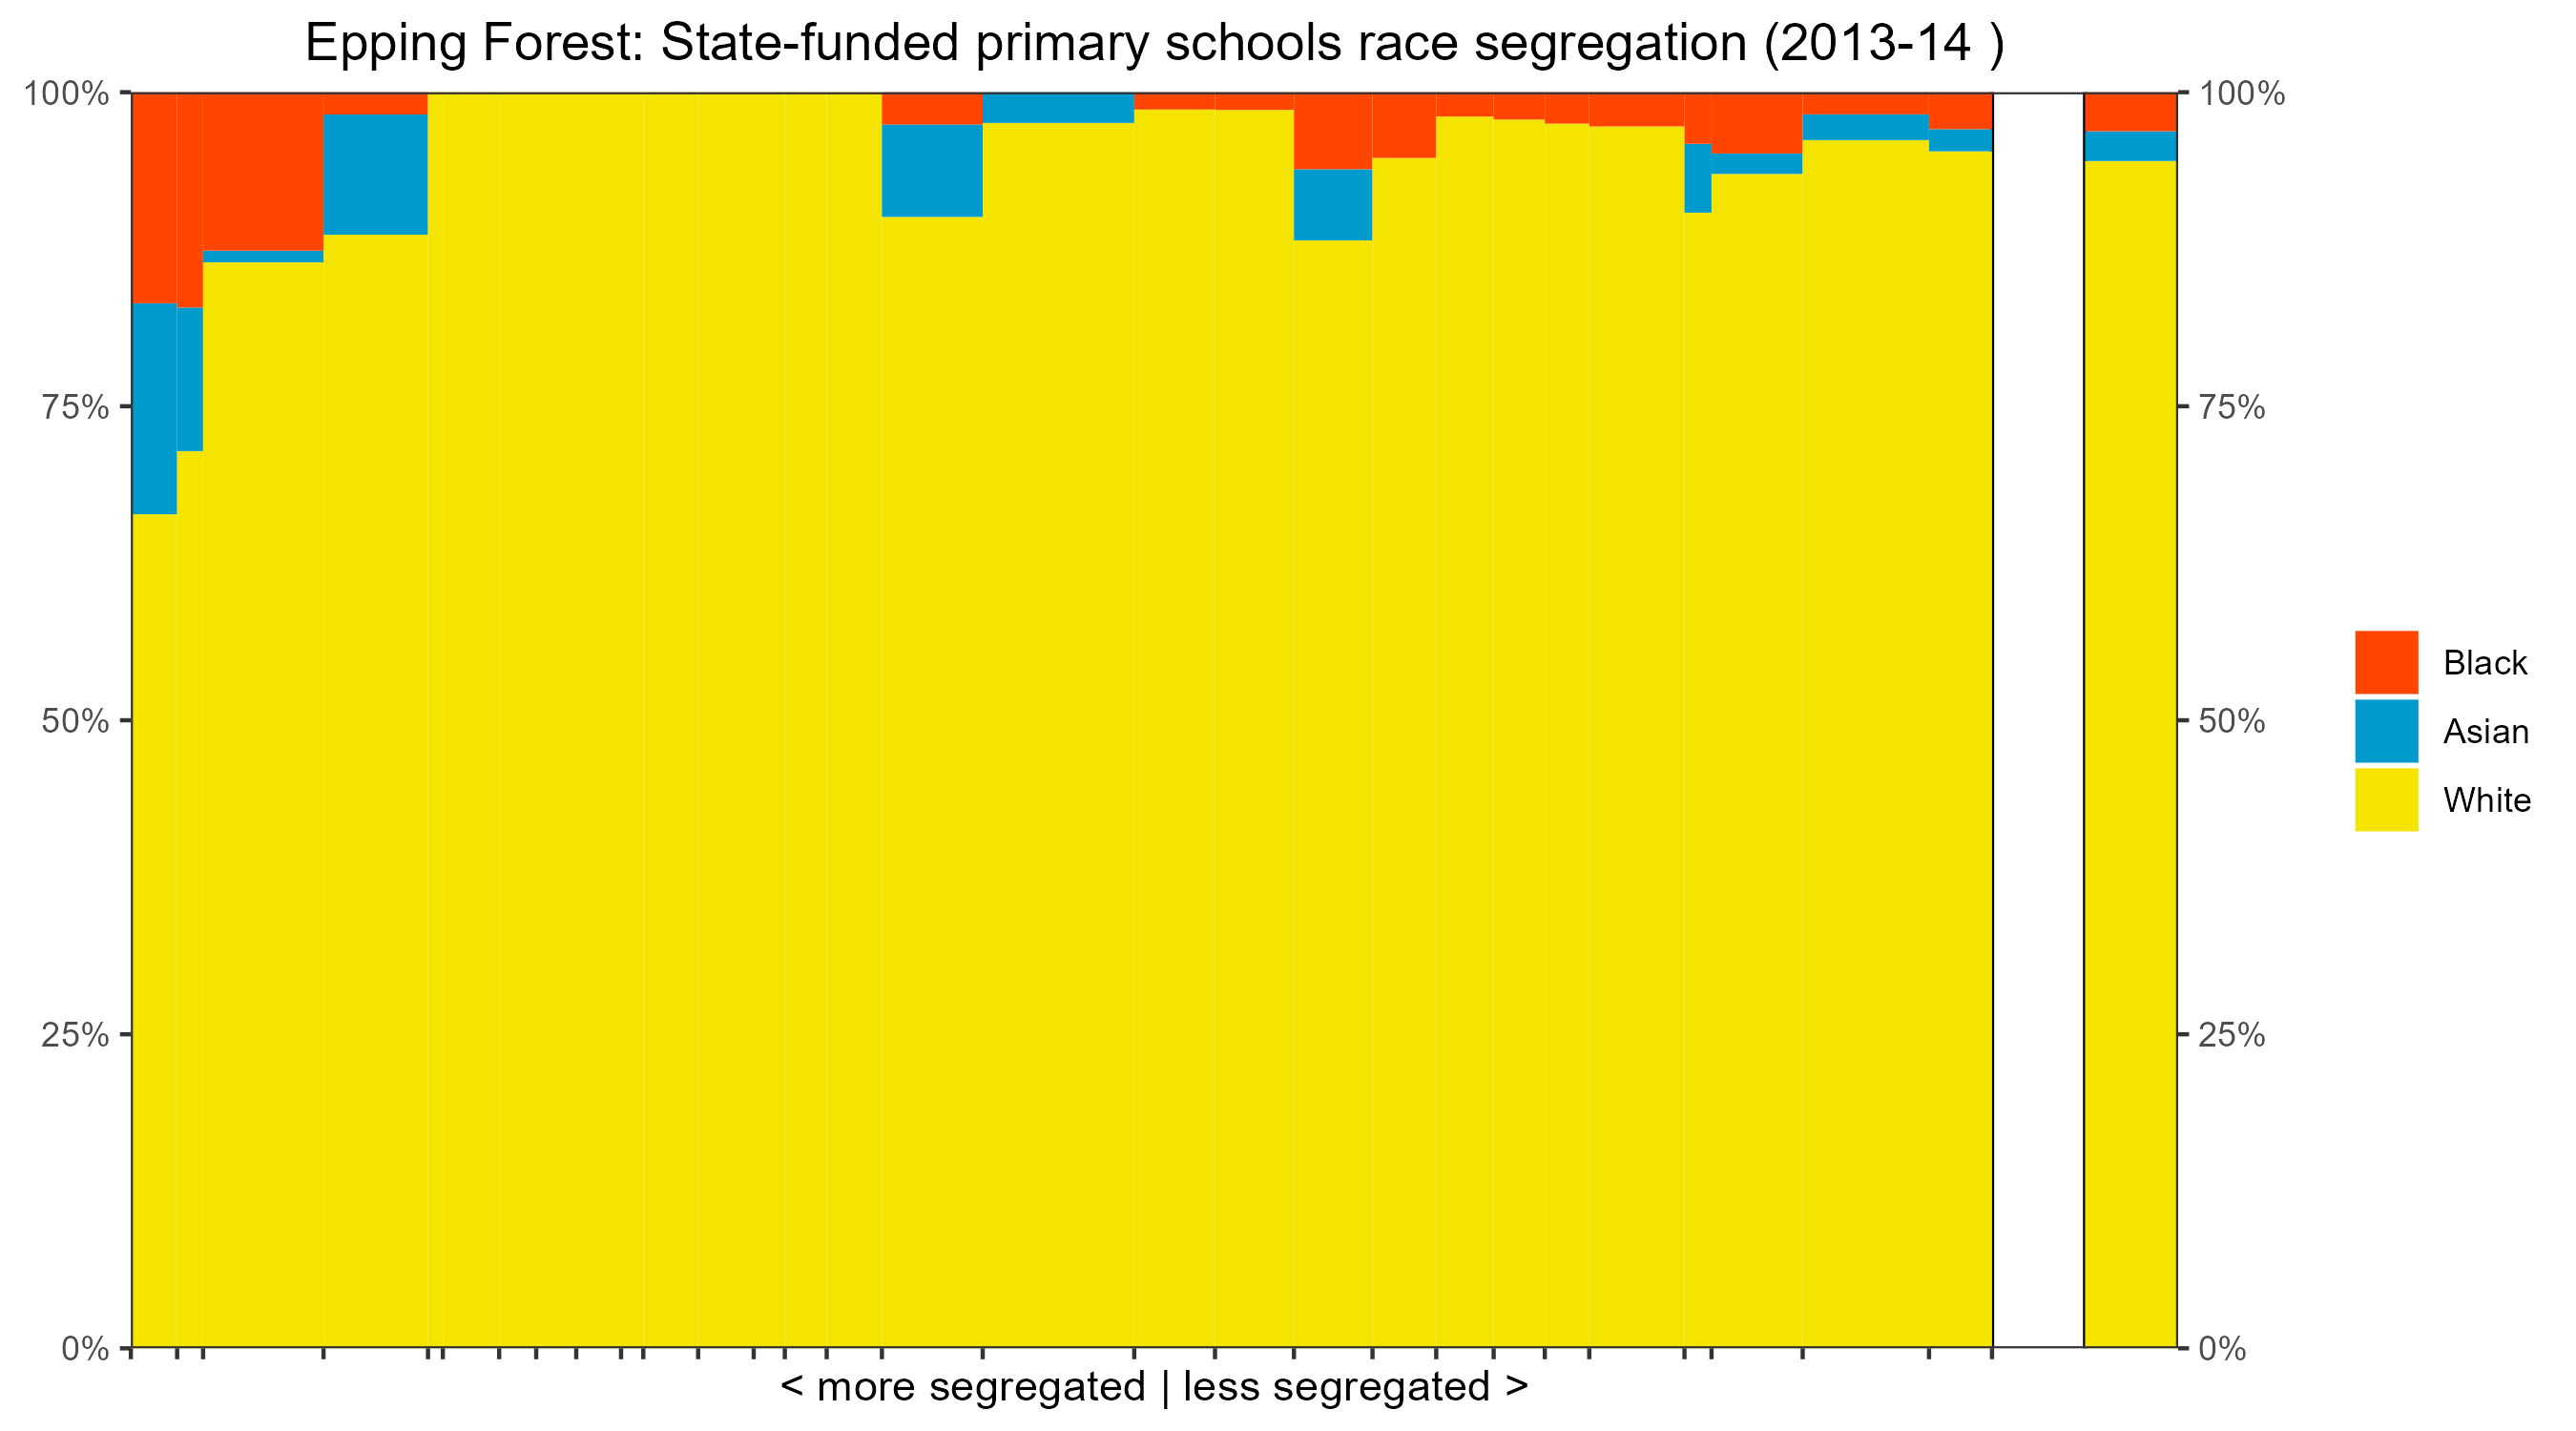 Epping Forest: State-funded primary schools race segregation (2013-14 )
100%
75%
50%
25%
0%
100%
75%
50%
25%
0%
Black
Asian
White
< more segregated | less segregated >